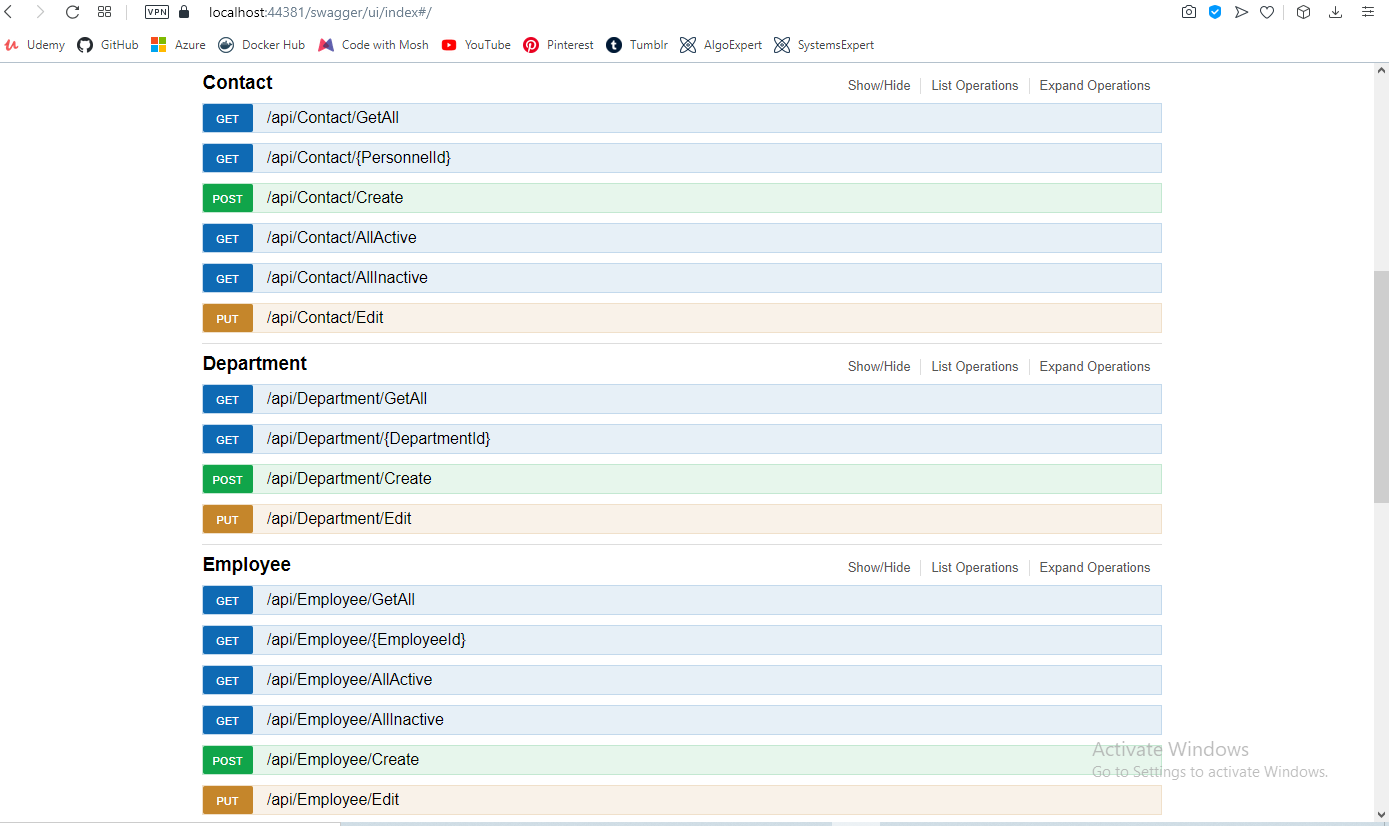 VPN localhost:44381/swagger/ui/index#/
Udemy GitHub Azure Docker Hub Code with Mosh YouTube Pinterest Tumblr AlgoExpert SystemsExpert
Contact Show/Hide List Operations Expand Operations
GET /api/Contact/GetAll
GET /api/Contact/{PersonnelId}
POST /api/Contact/Create
GET /api/Contact/AllActive
GET /api/Contact/AllInactive
PUT /api/Contact/Edit
Department Show/Hide List Operations Expand Operations
GET /api/Department/GetAll
GET /api/Department/{DepartmentId}
POST /api/Department/Create
PUT /api/Department/Edit
Employee Show/Hide List Operations Expand Operations
GET /api/Employee/GetAll
GET /api/Employee/{EmployeeId}
GET /api/Employee/AllActive
GET /api/Employee/AllInactive
POST /api/Employee/Create
PUT /api/Employee/Edit
Activate Windows
Go to Settings to activate Windows.